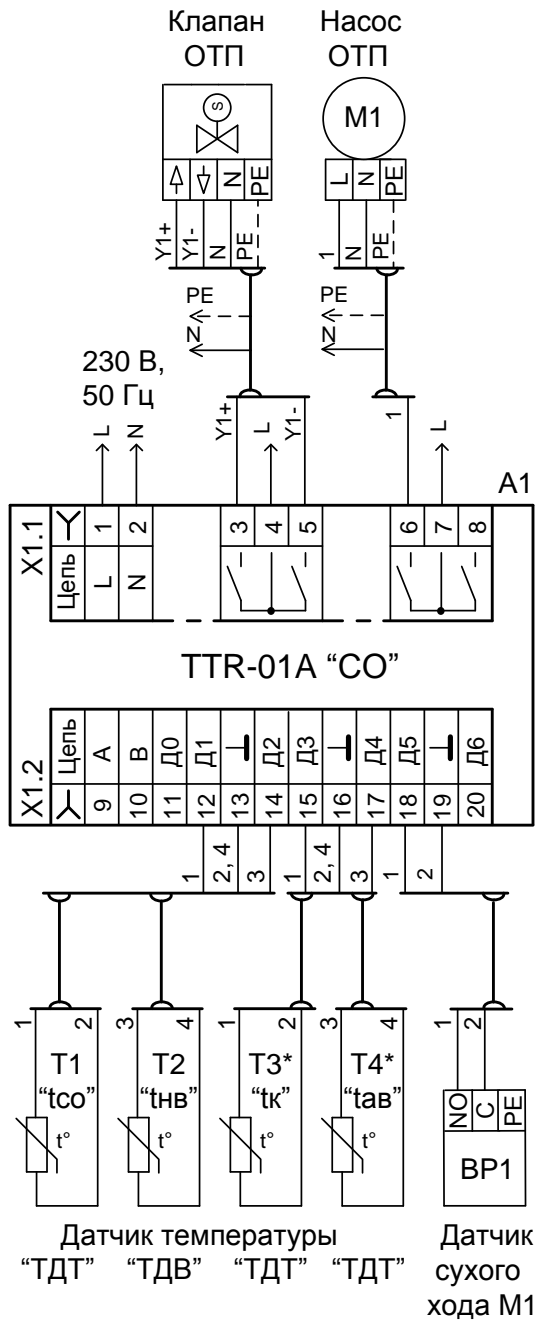 Клапан
ОТП
Насос
ОТП
S
M1
N
PE
L
N
PE
Y1+
Y1-
N
PE
1
N
PE
PE
N
PE
N
230 В,
50 Гц
L
N
Y1+
L
Y1-
1
L
A1
X1.1
1
2
3
4
5
6
7
8
Цепь
L
N
TTR-01A “СО”
X1.2
Цепь
A
B
Д0
Д1
Д2
Д3
Д4
Д5
Д6
9
10
11
12
13
14
15
16
17
18
19
20
1
2, 4
3
1
2, 4
3
1
2
1
2
3
4
1
2
3
4
1
2
T1
“tсо”
t°
T2
“tнв”
t°
T3*
“tк”
t°
T4*
“tав”
t°
NO
C
PE
BP1
Датчик температуры
“ТДТ”
“ТДВ”
“ТДТ”
“ТДТ”
Датчик
сухого
хода М1